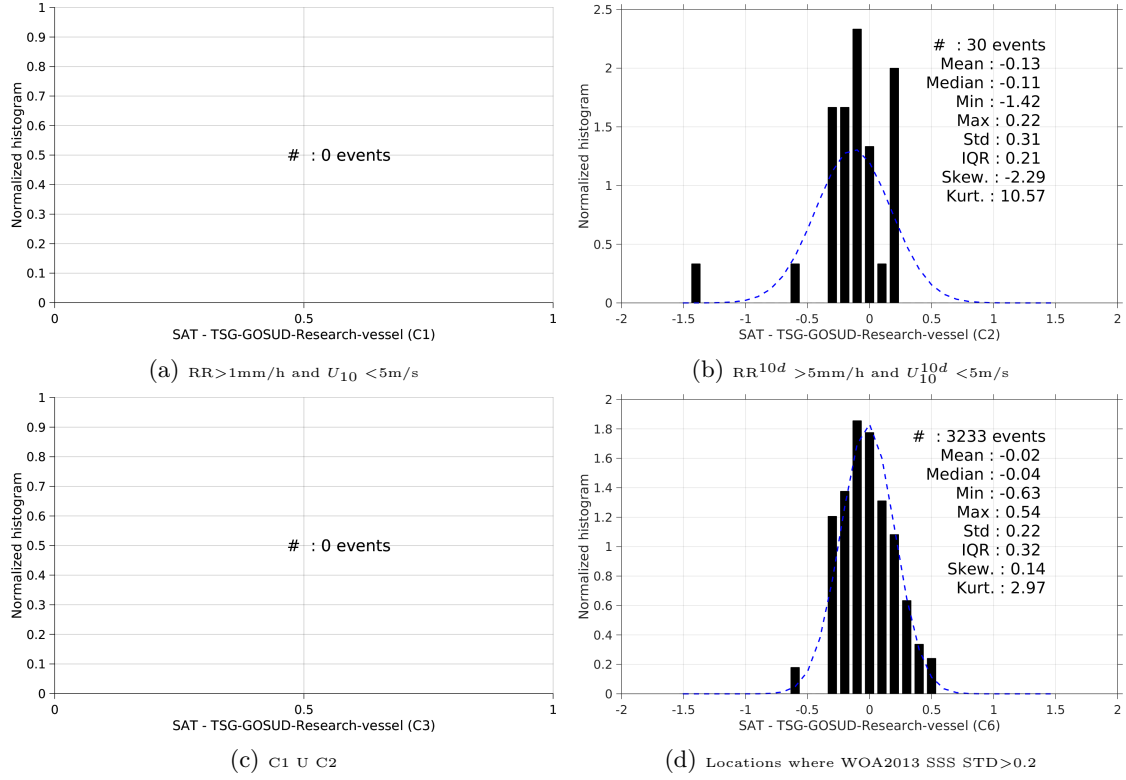 1
0.9
0.8
0.7
0.6
0.5
0.4
0.3
0.2
0.1
0
Normalized histogram
# : 0 events
0 0.5 1
SAT - TSG-GOSUD-Research-vessel (C1)
(a) RR>1mm/h and U10 <5m/s
2.5
2
1.5
1
0.5
0
Normalized histogram
# : 30 events
Mean : -0.13
Median : -0.11
Min : -1.42
Max : 0.22
Std : 0.31
IQR : 0.21
Skew. : -2.29
Kurt. : 10.57
-2 -1.5 -1 -0.5 0 0.5 1 1.5 2
SAT - TSG-GOSUD-Research-vessel (C2)
(b) RR10d >5mm/h and U10d10 <5m/s
1
0.9
0.8
0.7
0.6
0.5
0.4
0.3
0.2
0.1
0
Normalized histogram
# : 0 events
0 0.5 1
SAT - TSG-GOSUD-Research-vessel (C3)
(c) C1 U C2
2
1.8
1.6
1.4
1.2
1
0.8
0.6
0.4
0.2
0
Normalized histogram
# : 3233 events
Mean : -0.02
Median : -0.04
Min : -0.63
Max : 0.54
Std : 0.22
IQR : 0.32
Skew. : 0.14
Kurt. : 2.97
-2 -1.5 -1 -0.5 0 0.5 1 1.5 2
SAT - TSG-GOSUD-Research-vessel (C6)
(d) Locations where WOA2013 SSS STD>0.2